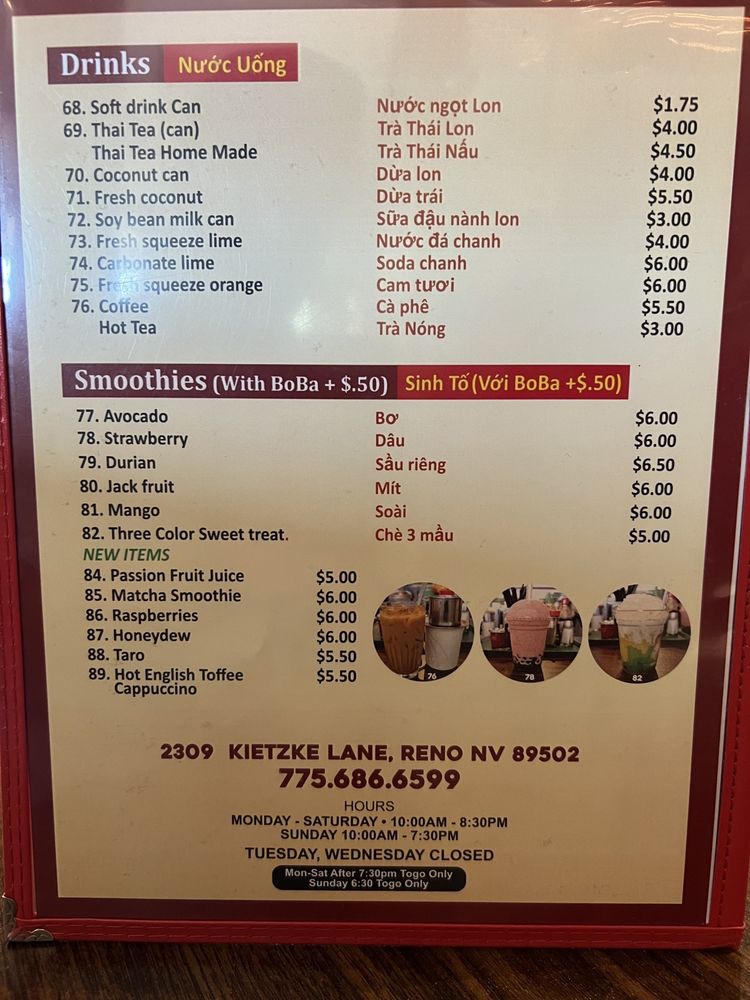 Drinks Nước Uống
68. Soft drink Can Nước ngọt Lon $1.75
69. Thai Tea (can) Trà Thái Lon $4.00
Thai Tea Home Made Trà Thái Nấu $4.50
70. Coconut can Dừa lon $4.00
71. Fresh coconut Dừa trái $5.50
72. Soy bean milk can Sữa đậu nành lon $3.00
73. Fresh squeeze lime Nước đá chanh $4.00
74. Carbonate lime Soda chanh $6.00
75. Fresh squeeze orange Cam tươi $6.00
76. Coffee Cà phê $5.50
Hot Tea Trà Nóng $3.00
Smoothies (With BoBa + $.50) Sinh Tố (Với BoBa +$.50)
77. Avocado Bơ $6.00
78. Strawberry Dâu $6.00
79. Durian Sầu riêng $6.50
80. Jack fruit Mít $6.00
81. Mango Soài $6.00
82. Three Color Sweet treat. Chè 3 mầu $5.00
NEW ITEMS
84. Passion Fruit Juice $5.00
85. Matcha Smoothie $6.00
86. Raspberries $6.00
87. Honeydew $6.00
88. Taro $5.50
89. Hot English Toffee $5.50
Cappuccino
76 78 82
2309 KIETZKE LANE, RENO NV 89502
775.686.6599
HOURS
MONDAY - SATURDAY • 10:00AM - 8:30PM
SUNDAY 10:00AM - 7:30PM
TUESDAY, WEDNESDAY CLOSED
Mon-Sat After 7:30pm Togo Only
Sunday 6:30 Togo Only